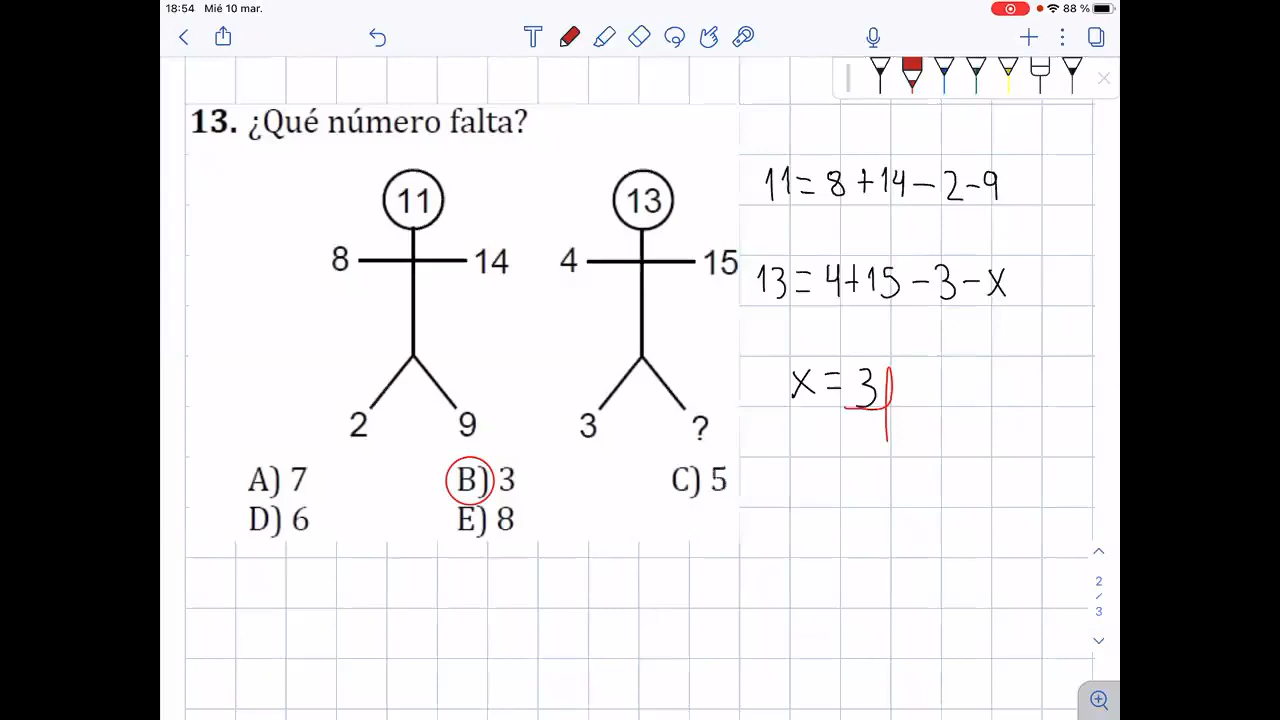 18:54 Mié 10 mar. 88 %
T
13. ¿Qué número falta?
11 13
8 14 4 15
2 9 3 ?
A) 7 B) 3 C) 5
D) 6 E) 8
11 = 8 + 14 - 2 - 9
13 = 4 + 15 - 3 - x
x = 3
2
/
3